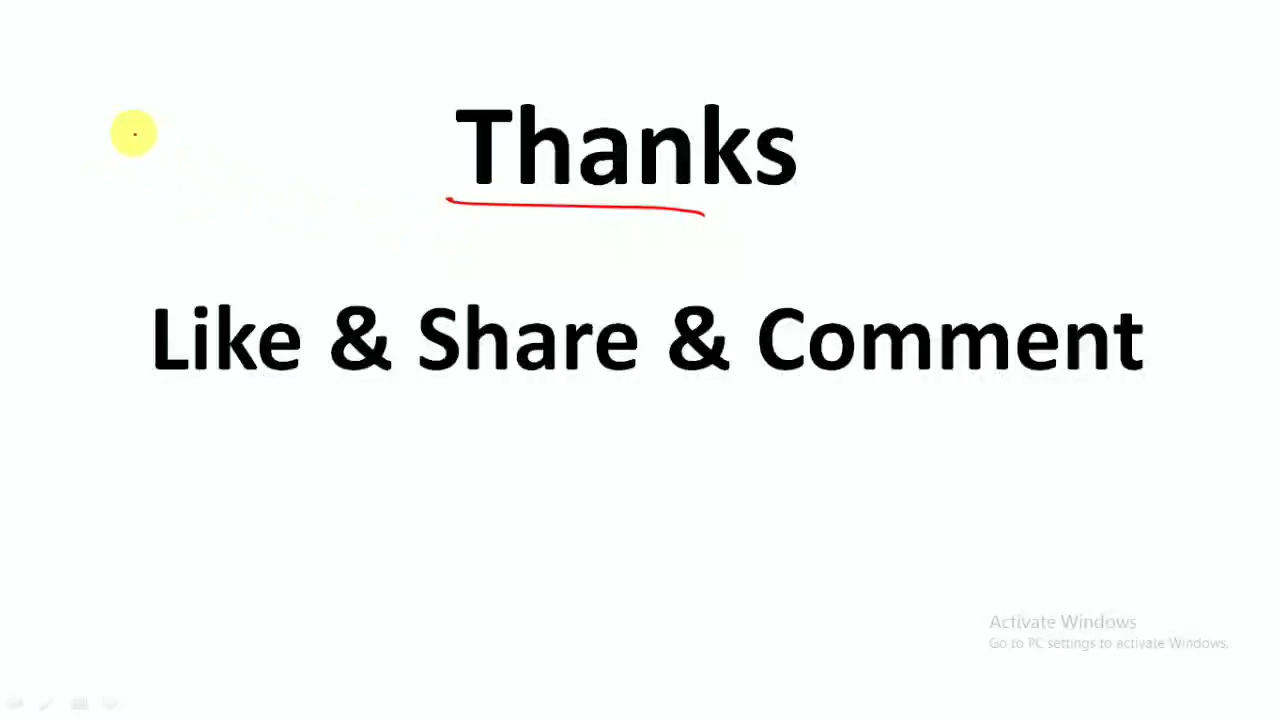 Thanks
Like & Share & Comment
Activate Windows
Go to PC settings to activate Windows.